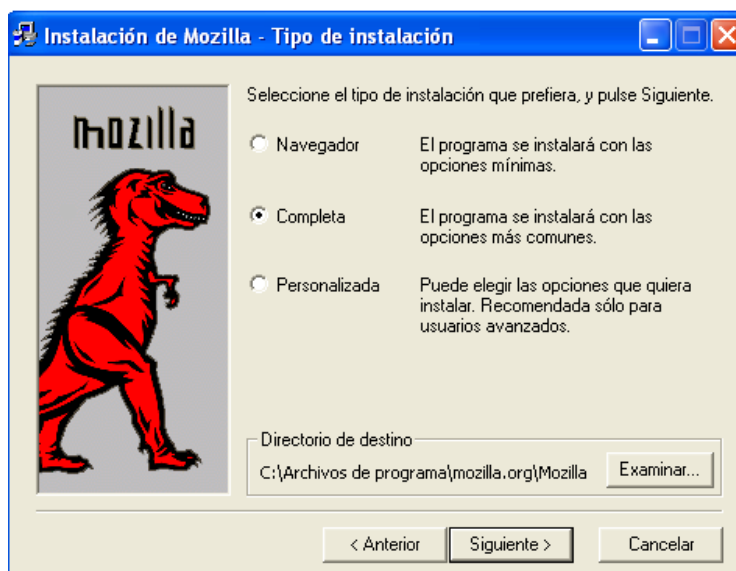 Instalación de Mozilla - Tipo de instalación
mozilla
Seleccione el tipo de instalación que prefiera, y pulse Siguiente.
Navegador
El programa se instalará con las
opciones mínimas.
Completa
El programa se instalará con las
opciones más comunes.
Personalizada
Puede elegir las opciones que quiera
instalar. Recomendada sólo para
usuarios avanzados.
Directorio de destino
C:\Archivos de programa\mozilla.org\Mozilla
Examinar...
< Anterior
Siguiente >
Cancelar